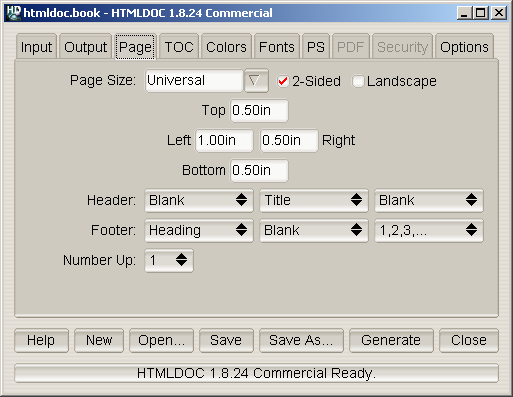 htmldoc.book - HTMLDOC 1.8.24 Commercial
Input Output Page TOC Colors Fonts PS PDF Security Options
Page Size: Universal 2-Sided Landscape
Top 0.50in
Left 1.00in 0.50in Right
Bottom 0.50in
Header: Blank Title Blank
Footer: Heading Blank 1,2,3,...
Number Up: 1
Help New Open... Save Save As... Generate Close
HTMLDOC 1.8.24 Commercial Ready.